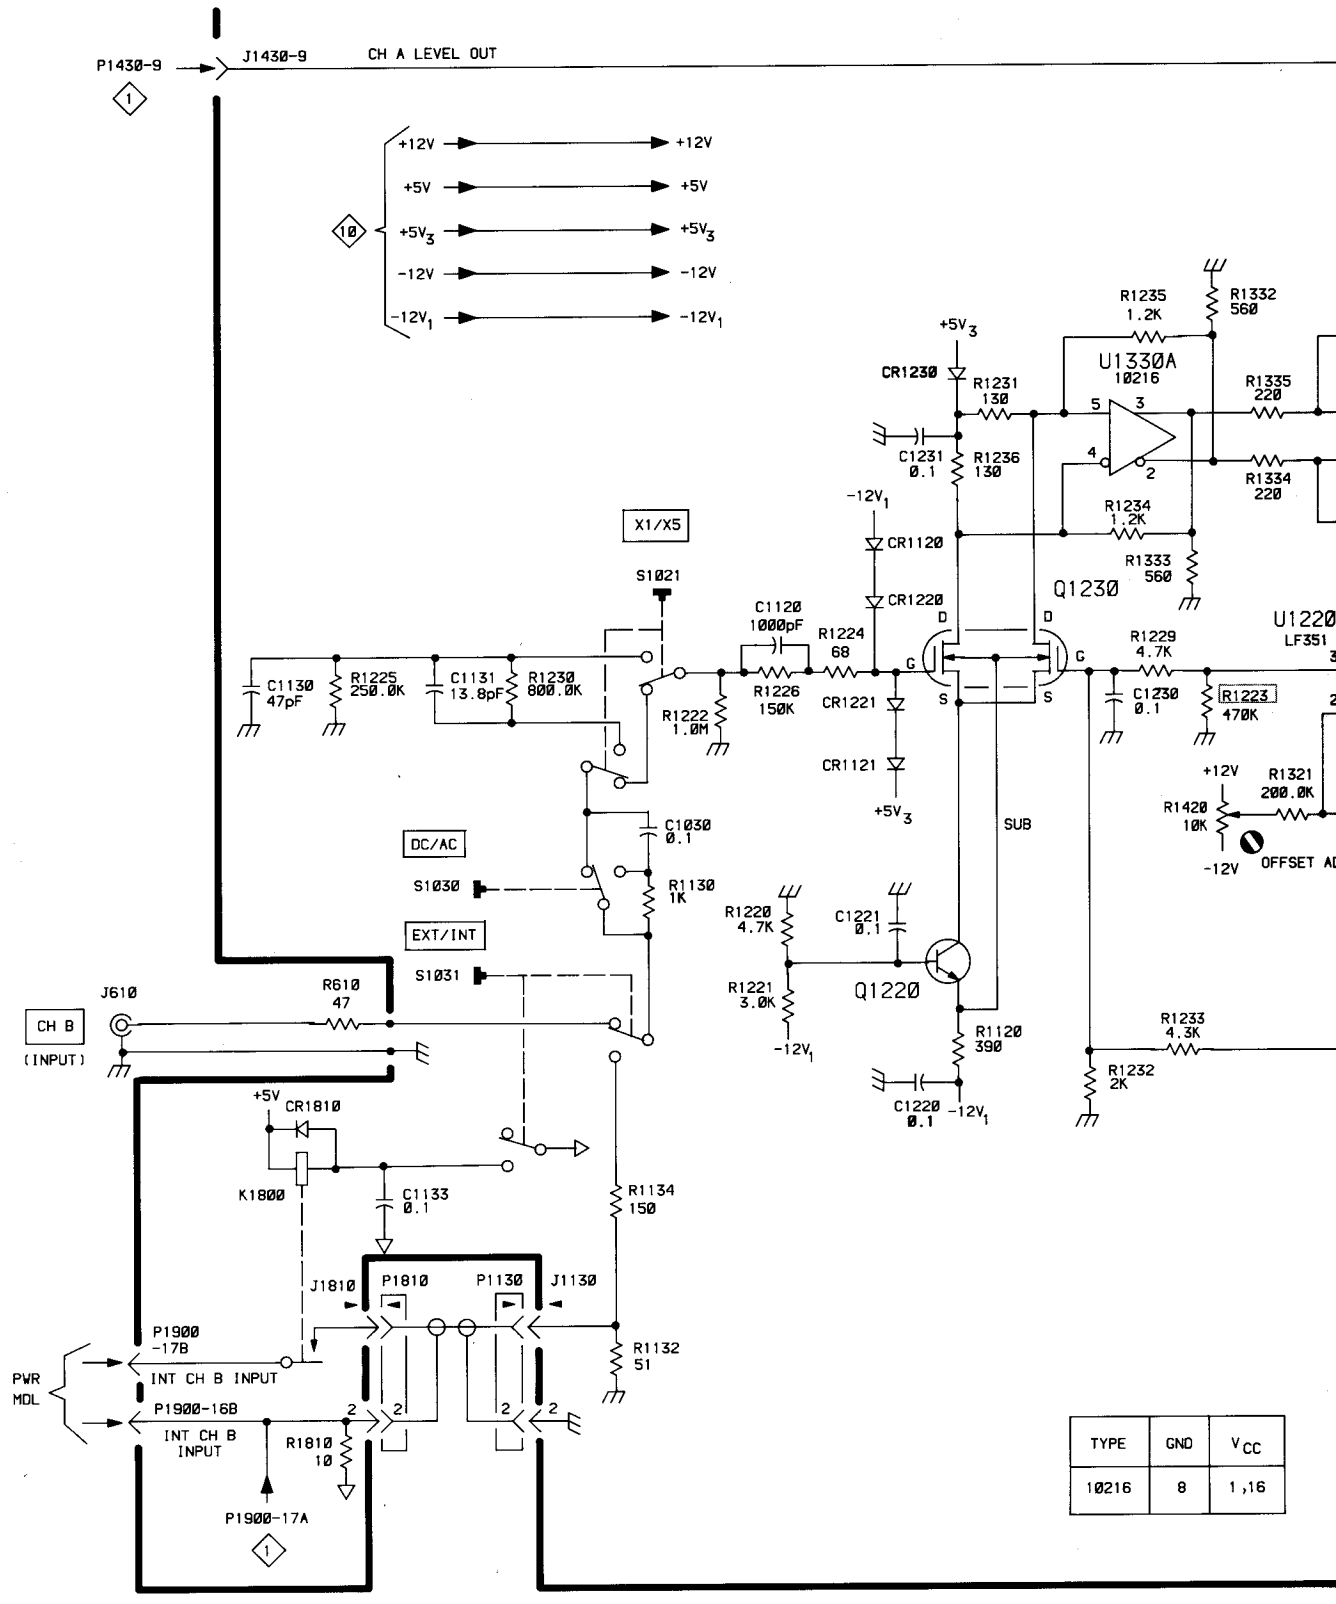 P1430-9
J1430-9
CH A LEVEL OUT
1
+12V
+12V
+5V
+5V
10
+5V3
+5V3
-12V
-12V
-12V1
-12V1
R1235
1.2K
R1332
560
+5V3
U1330A
10216
CR1230
R1231
130
R1335
220
5
3
C1231
0.1
R1236
130
4
2
R1334
220
-12V1
R1234
1.2K
X1/X5
CR1120
R1333
560
S1021
Q1230
CR1220
C1120
1000pF
R1224
68
D
D
U1220
LF351
R1229
4.7K
G
G
3
C1130
47pF
R1225
250.0K
C1131
13.8pF
R1230
800.0K
R1226
150K
R1222
1.0M
CR1221
S
S
C1230
0.1
R1223
470K
2
CR1121
+12V
R1321
200.0K
R1420
10K
+5V3
SUB
C1030
0.1
DC/AC
-12V
OFFSET AD
S1030
R1130
1K
R1220
4.7K
C1221
0.1
EXT/INT
S1031
R1221
3.0K
Q1220
J610
R610
47
CH B
(INPUT)
R1120
390
R1233
4.3K
-12V1
R1232
2K
+5V
CR1810
C1220
0.1
-12V1
K1800
C1133
0.1
R1134
150
J1810
P1810
P1130
J1130
P1900
-17B
PWR
MDL
INT CH B INPUT
R1132
51
P1900-16B
2
2
2
2
INT CH B
INPUT
R1810
10
TYPE
GND
VCC
10216
8
1,16
P1900-17A
1